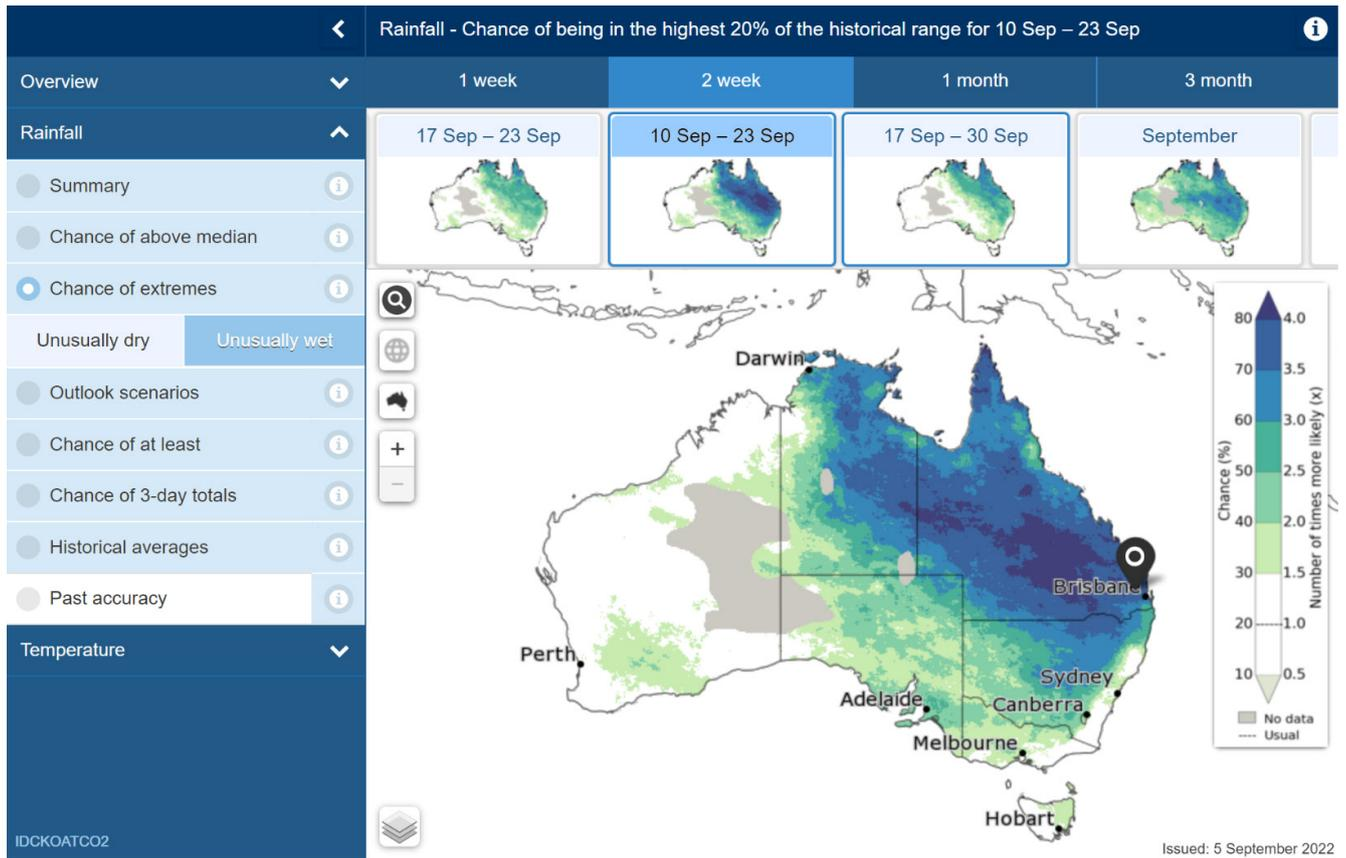 Rainfall - Chance of being in the highest 20% of the historical range for 10 Sep – 23 Sep
Overview
1 week
2 week
1 month
3 month
Rainfall
17 Sep – 23 Sep
10 Sep – 23 Sep
17 Sep – 30 Sep
September
Summary
Chance of above median
Chance of extremes
Unusually dry
Unusually wet
Outlook scenarios
Chance of at least
Chance of 3-day totals
Historical averages
Past accuracy
Temperature
IDCKOATCO2
Darwin
Brisbane
Perth
Sydney
Adelaide
Canberra
Melbourne
Hobart
+
−
Chance (%)
Number of times more likely (x)
80 4.0
70 3.5
60 3.0
50 2.5
40 2.0
30 1.5
20 1.0
10 0.5
No data
---- Usual
Issued: 5 September 2022